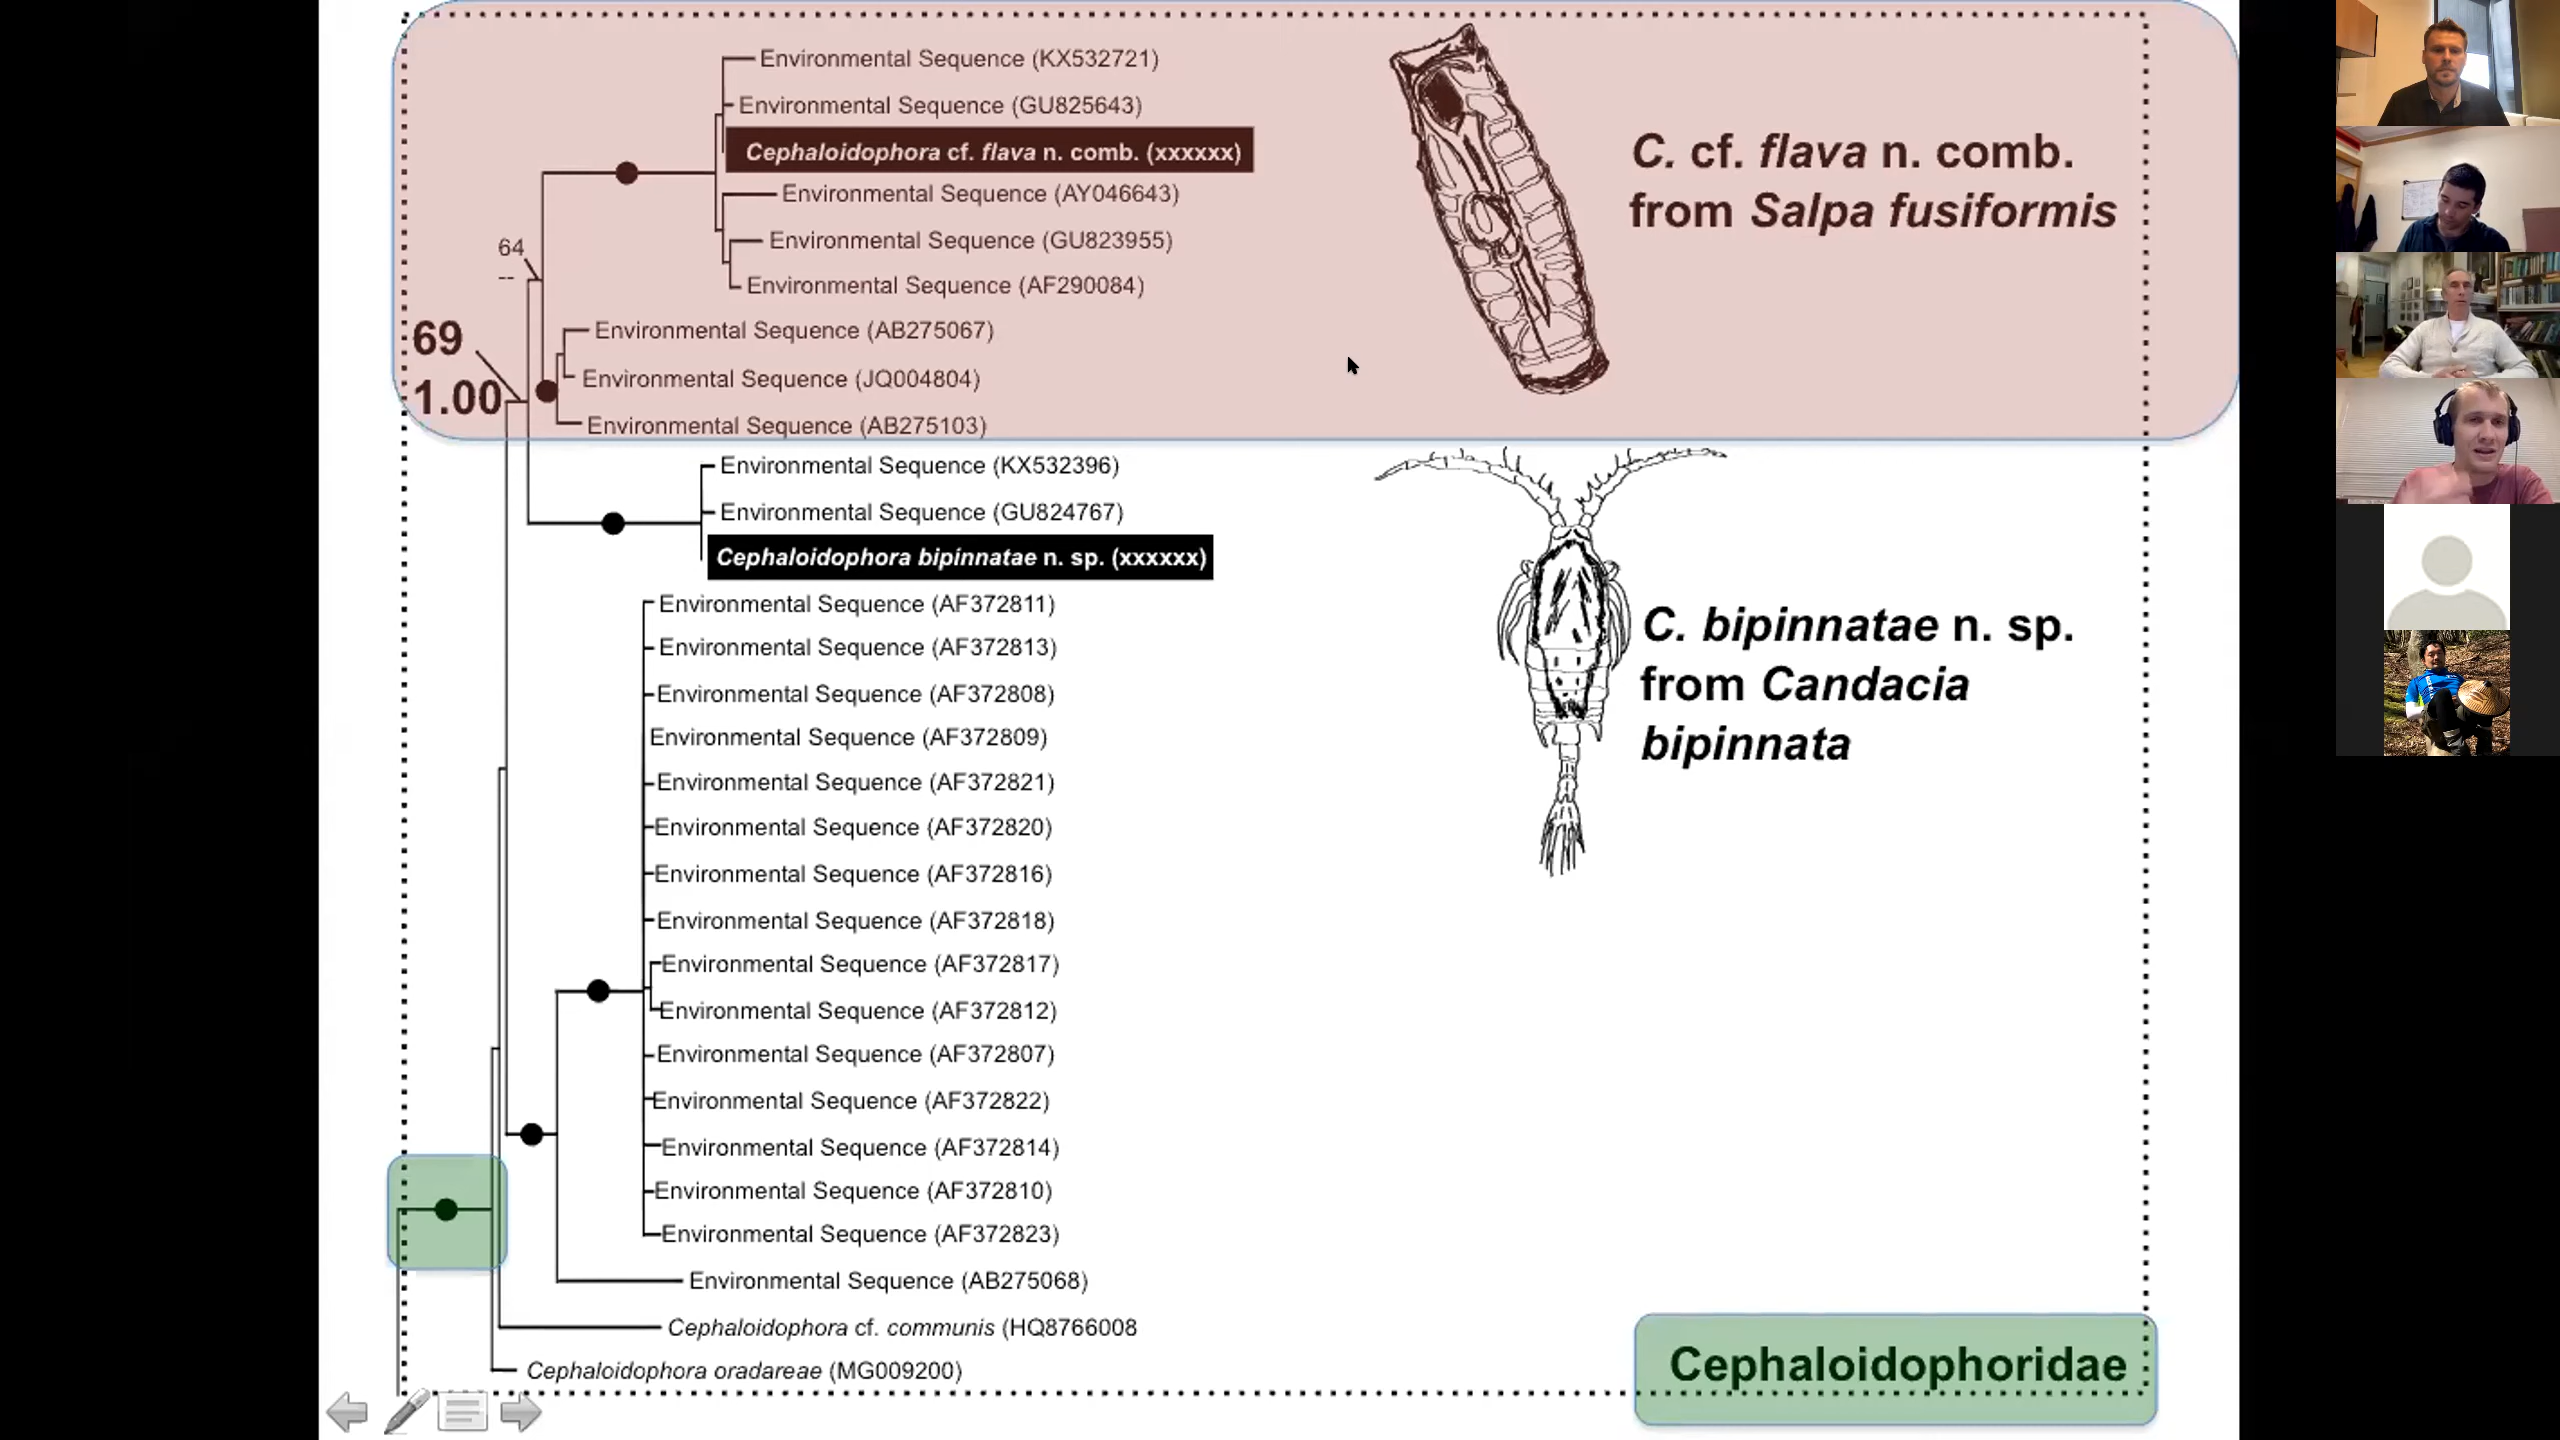 Environmental Sequence (KX532721)
Environmental Sequence (GU825643)
Cephaloidophora cf. flava n. comb. (xxxxxx)
Environmental Sequence (AY046643)
Environmental Sequence (GU823955)
Environmental Sequence (AF290084)
64
--
Environmental Sequence (AB275067)
69
1.00
Environmental Sequence (JQ004804)
Environmental Sequence (AB275103)
C. cf. flava n. comb.
from Salpa fusiformis
Environmental Sequence (KX532396)
Environmental Sequence (GU824767)
Cephaloidophora bipinnatae n. sp. (xxxxxx)
C. bipinnatae n. sp.
from Candacia
bipinnata
Environmental Sequence (AF372811)
Environmental Sequence (AF372813)
Environmental Sequence (AF372808)
Environmental Sequence (AF372809)
Environmental Sequence (AF372821)
Environmental Sequence (AF372820)
Environmental Sequence (AF372816)
Environmental Sequence (AF372818)
Environmental Sequence (AF372817)
Environmental Sequence (AF372812)
Environmental Sequence (AF372807)
Environmental Sequence (AF372822)
Environmental Sequence (AF372814)
Environmental Sequence (AF372810)
Environmental Sequence (AF372823)
Environmental Sequence (AB275068)
Cephaloidophora cf. communis (HQ8766008
Cephaloidophora oradareae (MG009200)
Cephaloidophoridae